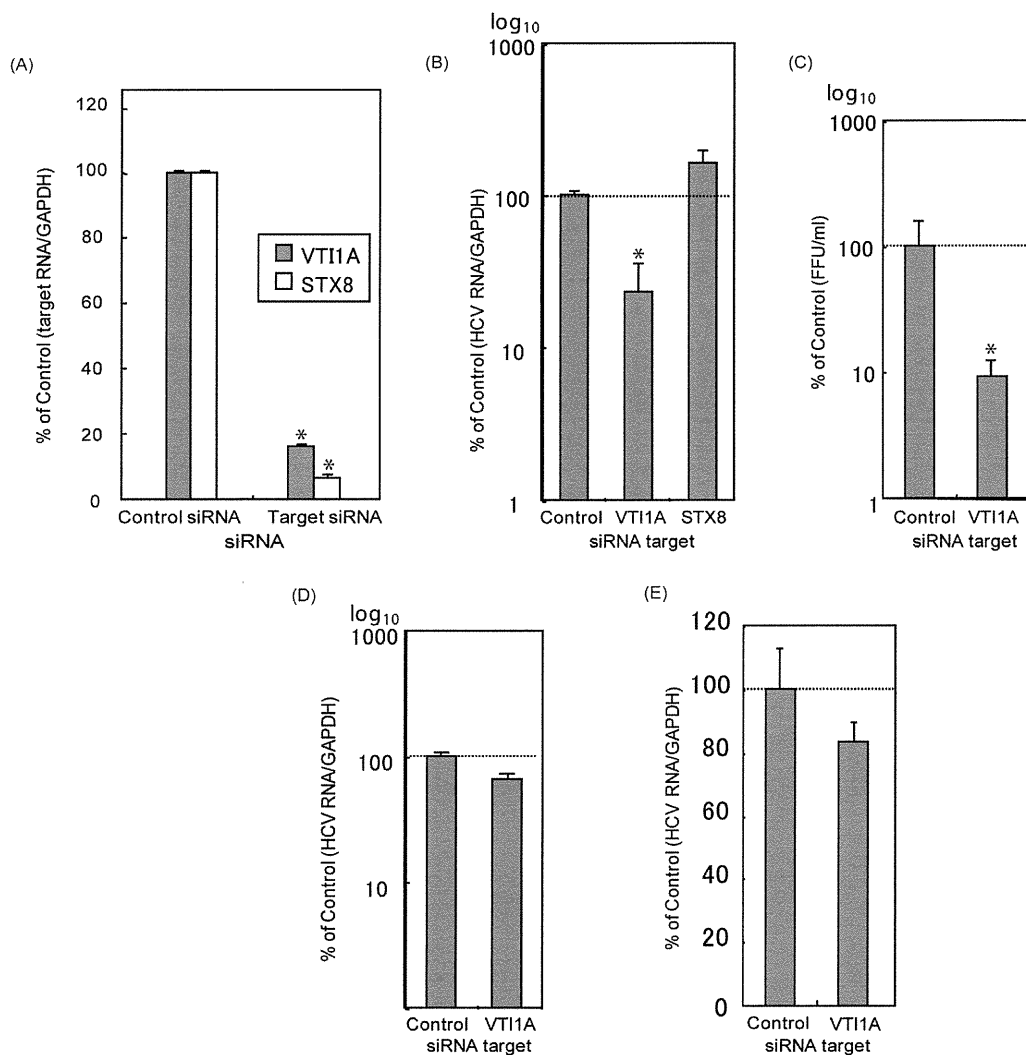 (A)
% of Control (target RNA/GAPDH)
120
100
80
60
40
20
0
VTI1A
STX8
*
*
Control siRNA
Target siRNA
siRNA
(B)
log10
% of Control (HCV RNA/GAPDH)
1000
100
10
1
*
Control
VTI1A
STX8
siRNA target
(C)
log10
% of Control (FFU/ml)
1000
100
10
1
*
Control
VTI1A
siRNA target
(D)
log10
% of Control (HCV RNA/GAPDH)
1000
100
10
Control
VTI1A
siRNA target
(E)
% of Control (HCV RNA/GAPDH)
120
100
80
60
40
20
0
Control
VTI1A
siRNA target